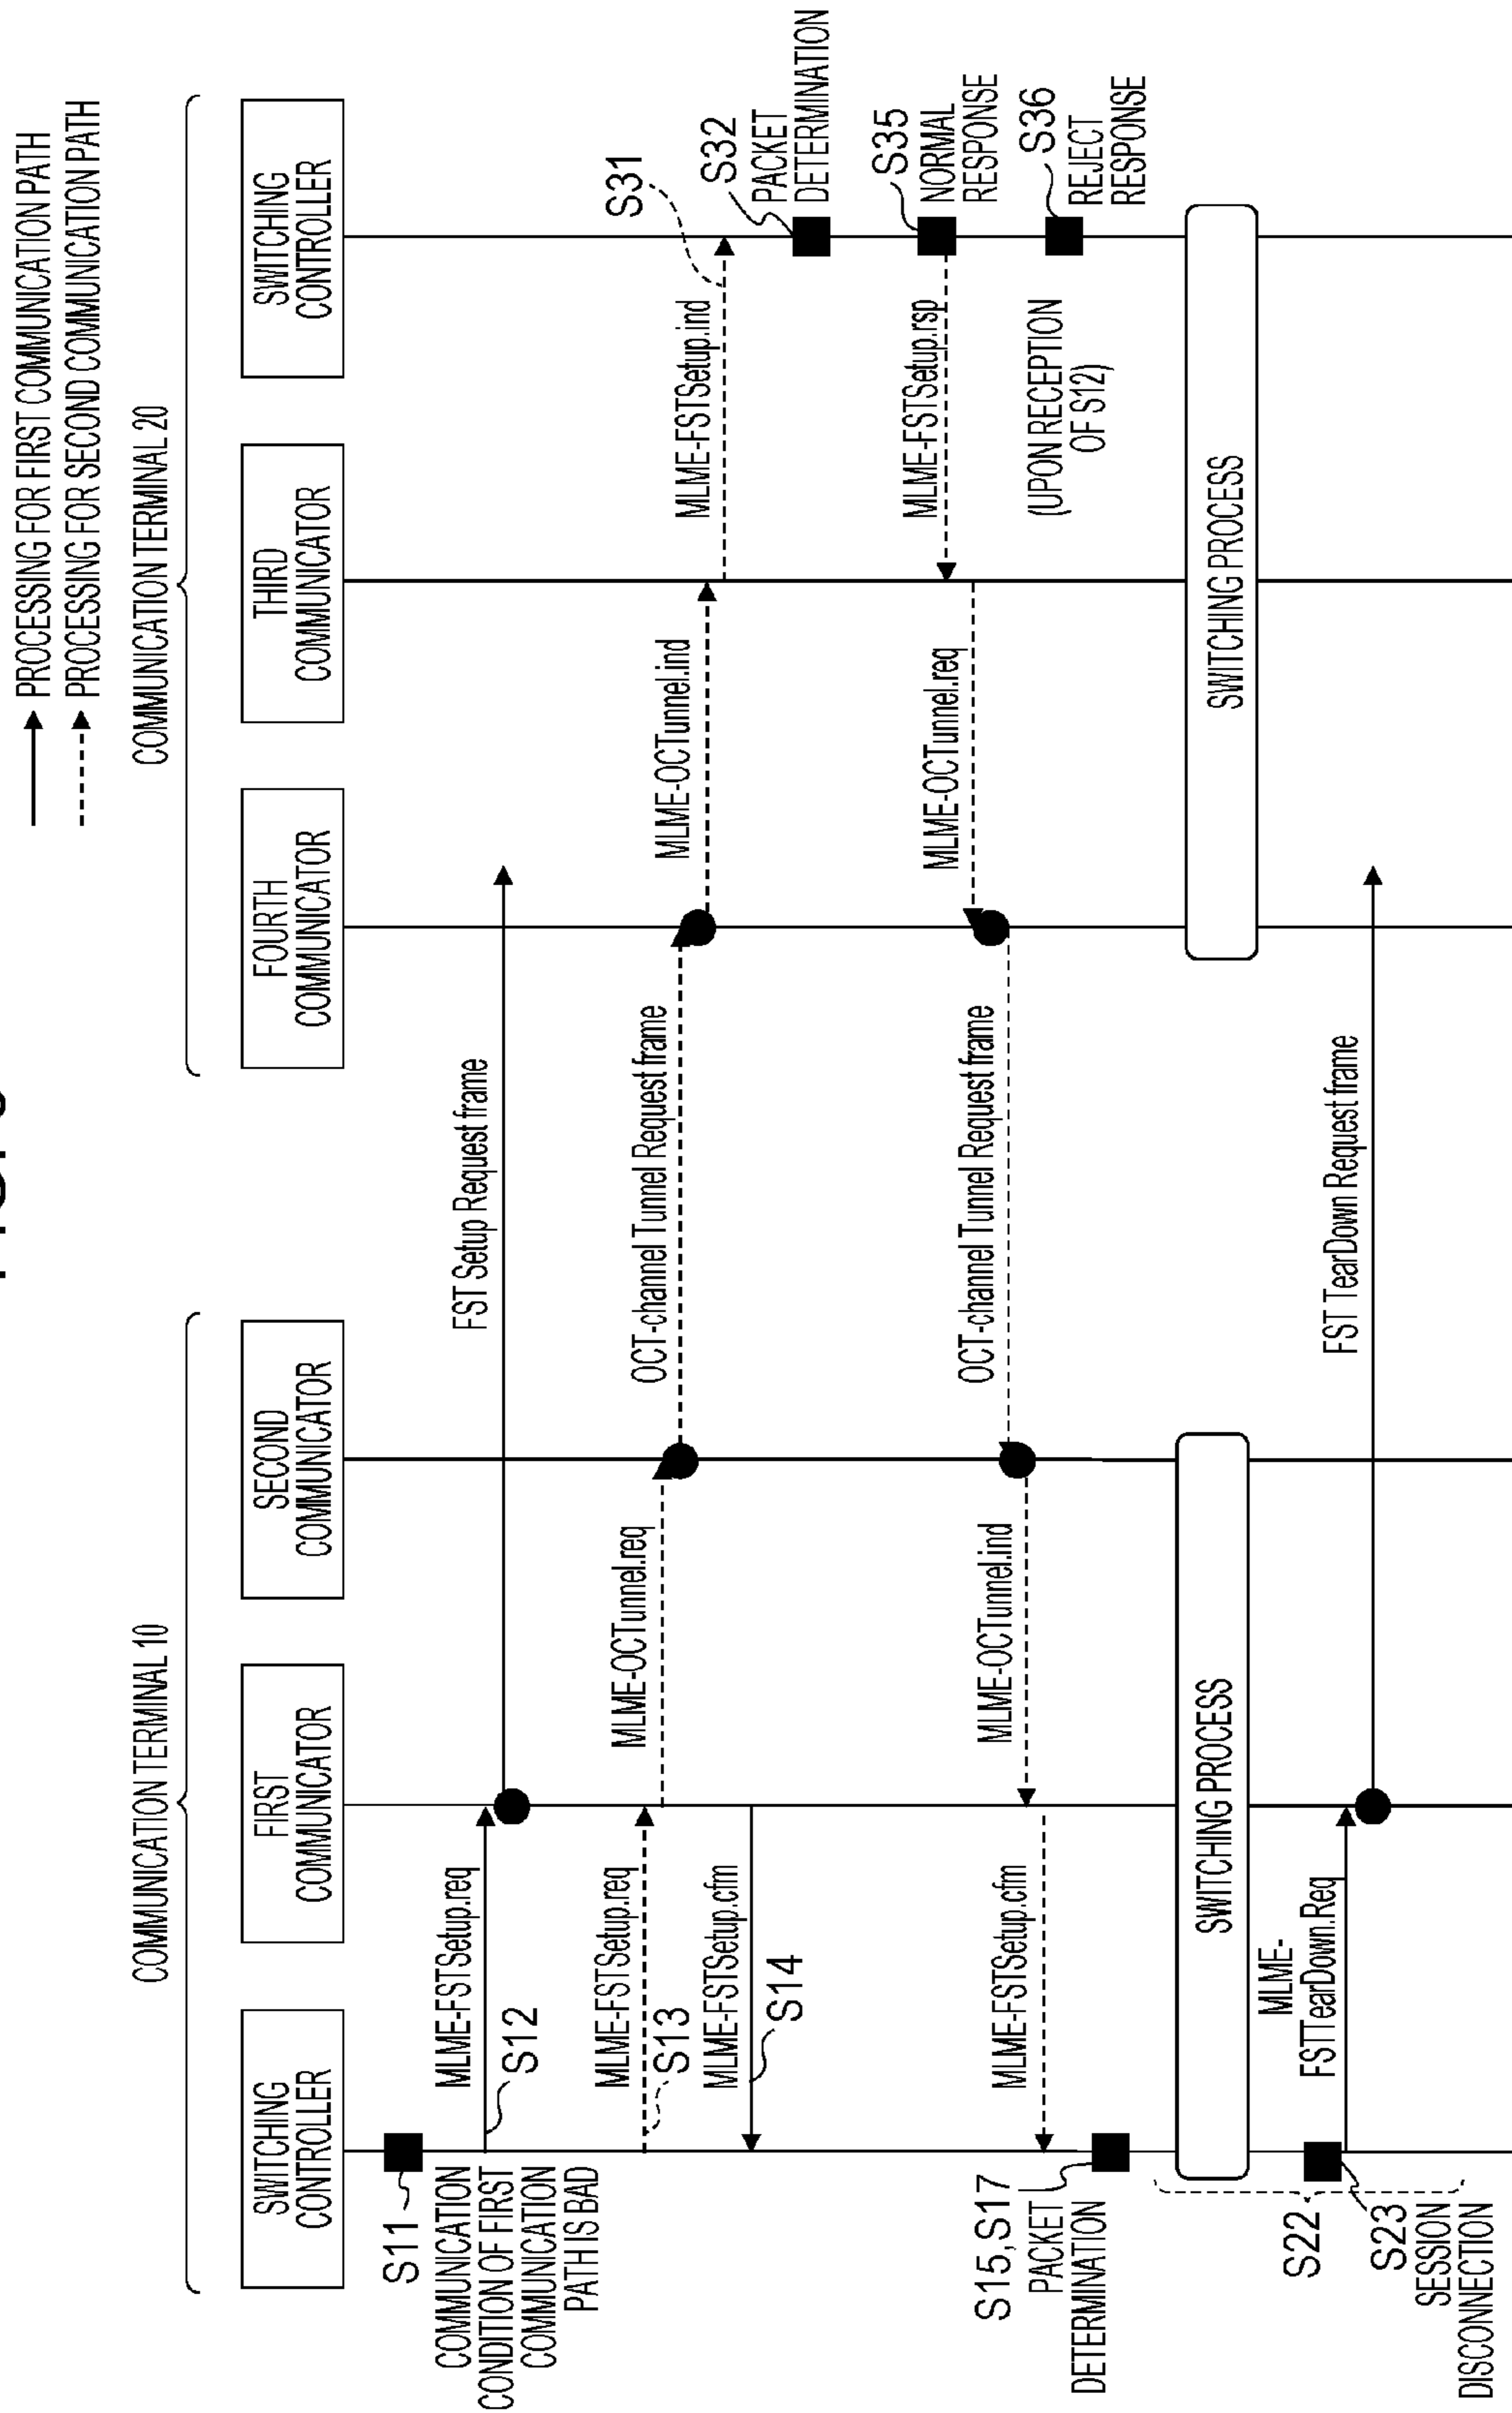 PROCESSING FOR FIRST COMMUNICATION PATH
PROCESSING FOR SECOND COMMUNICATION PATH
COMMUNICATION TERMINAL 10
COMMUNICATION TERMINAL 20
SWITCHING
CONTROLLER
FIRST
COMMUNICATOR
SECOND
COMMUNICATOR
FOURTH
COMMUNICATOR
THIRD
COMMUNICATOR
SWITCHING
CONTROLLER
S11
COMMUNICATION
CONDITION OF FIRST
COMMUNICATION
PATH IS BAD
MLME-FSTSetup.req
S12
FST Setup Request frame
MLME-FSTSetup.req
S13
MLME-OCTunnel.req
OCT-channel Tunnel Request frame
MLME-OCTunnel.ind
MLME-FSTSetup.ind
S31
MLME-FSTSetup.cfm
S14
S32
PACKET
DETERMINATION
S35
NORMAL
RESPONSE
MLME-FSTSetup.rsp
MLME-OCTunnel.req
OCT-channel Tunnel Request frame
MLME-OCTunnel.ind
MLME-FSTSetup.cfm
S36
REJECT
RESPONSE
(UPON RECEPTION
OF S12)
S15,S17
PACKET
DETERMINATION
SWITCHING PROCESS
SWITCHING PROCESS
S22
MLME-
FSTTearDown.Req
FST TearDown Request frame
S23
SESSION
DISCONNECTION